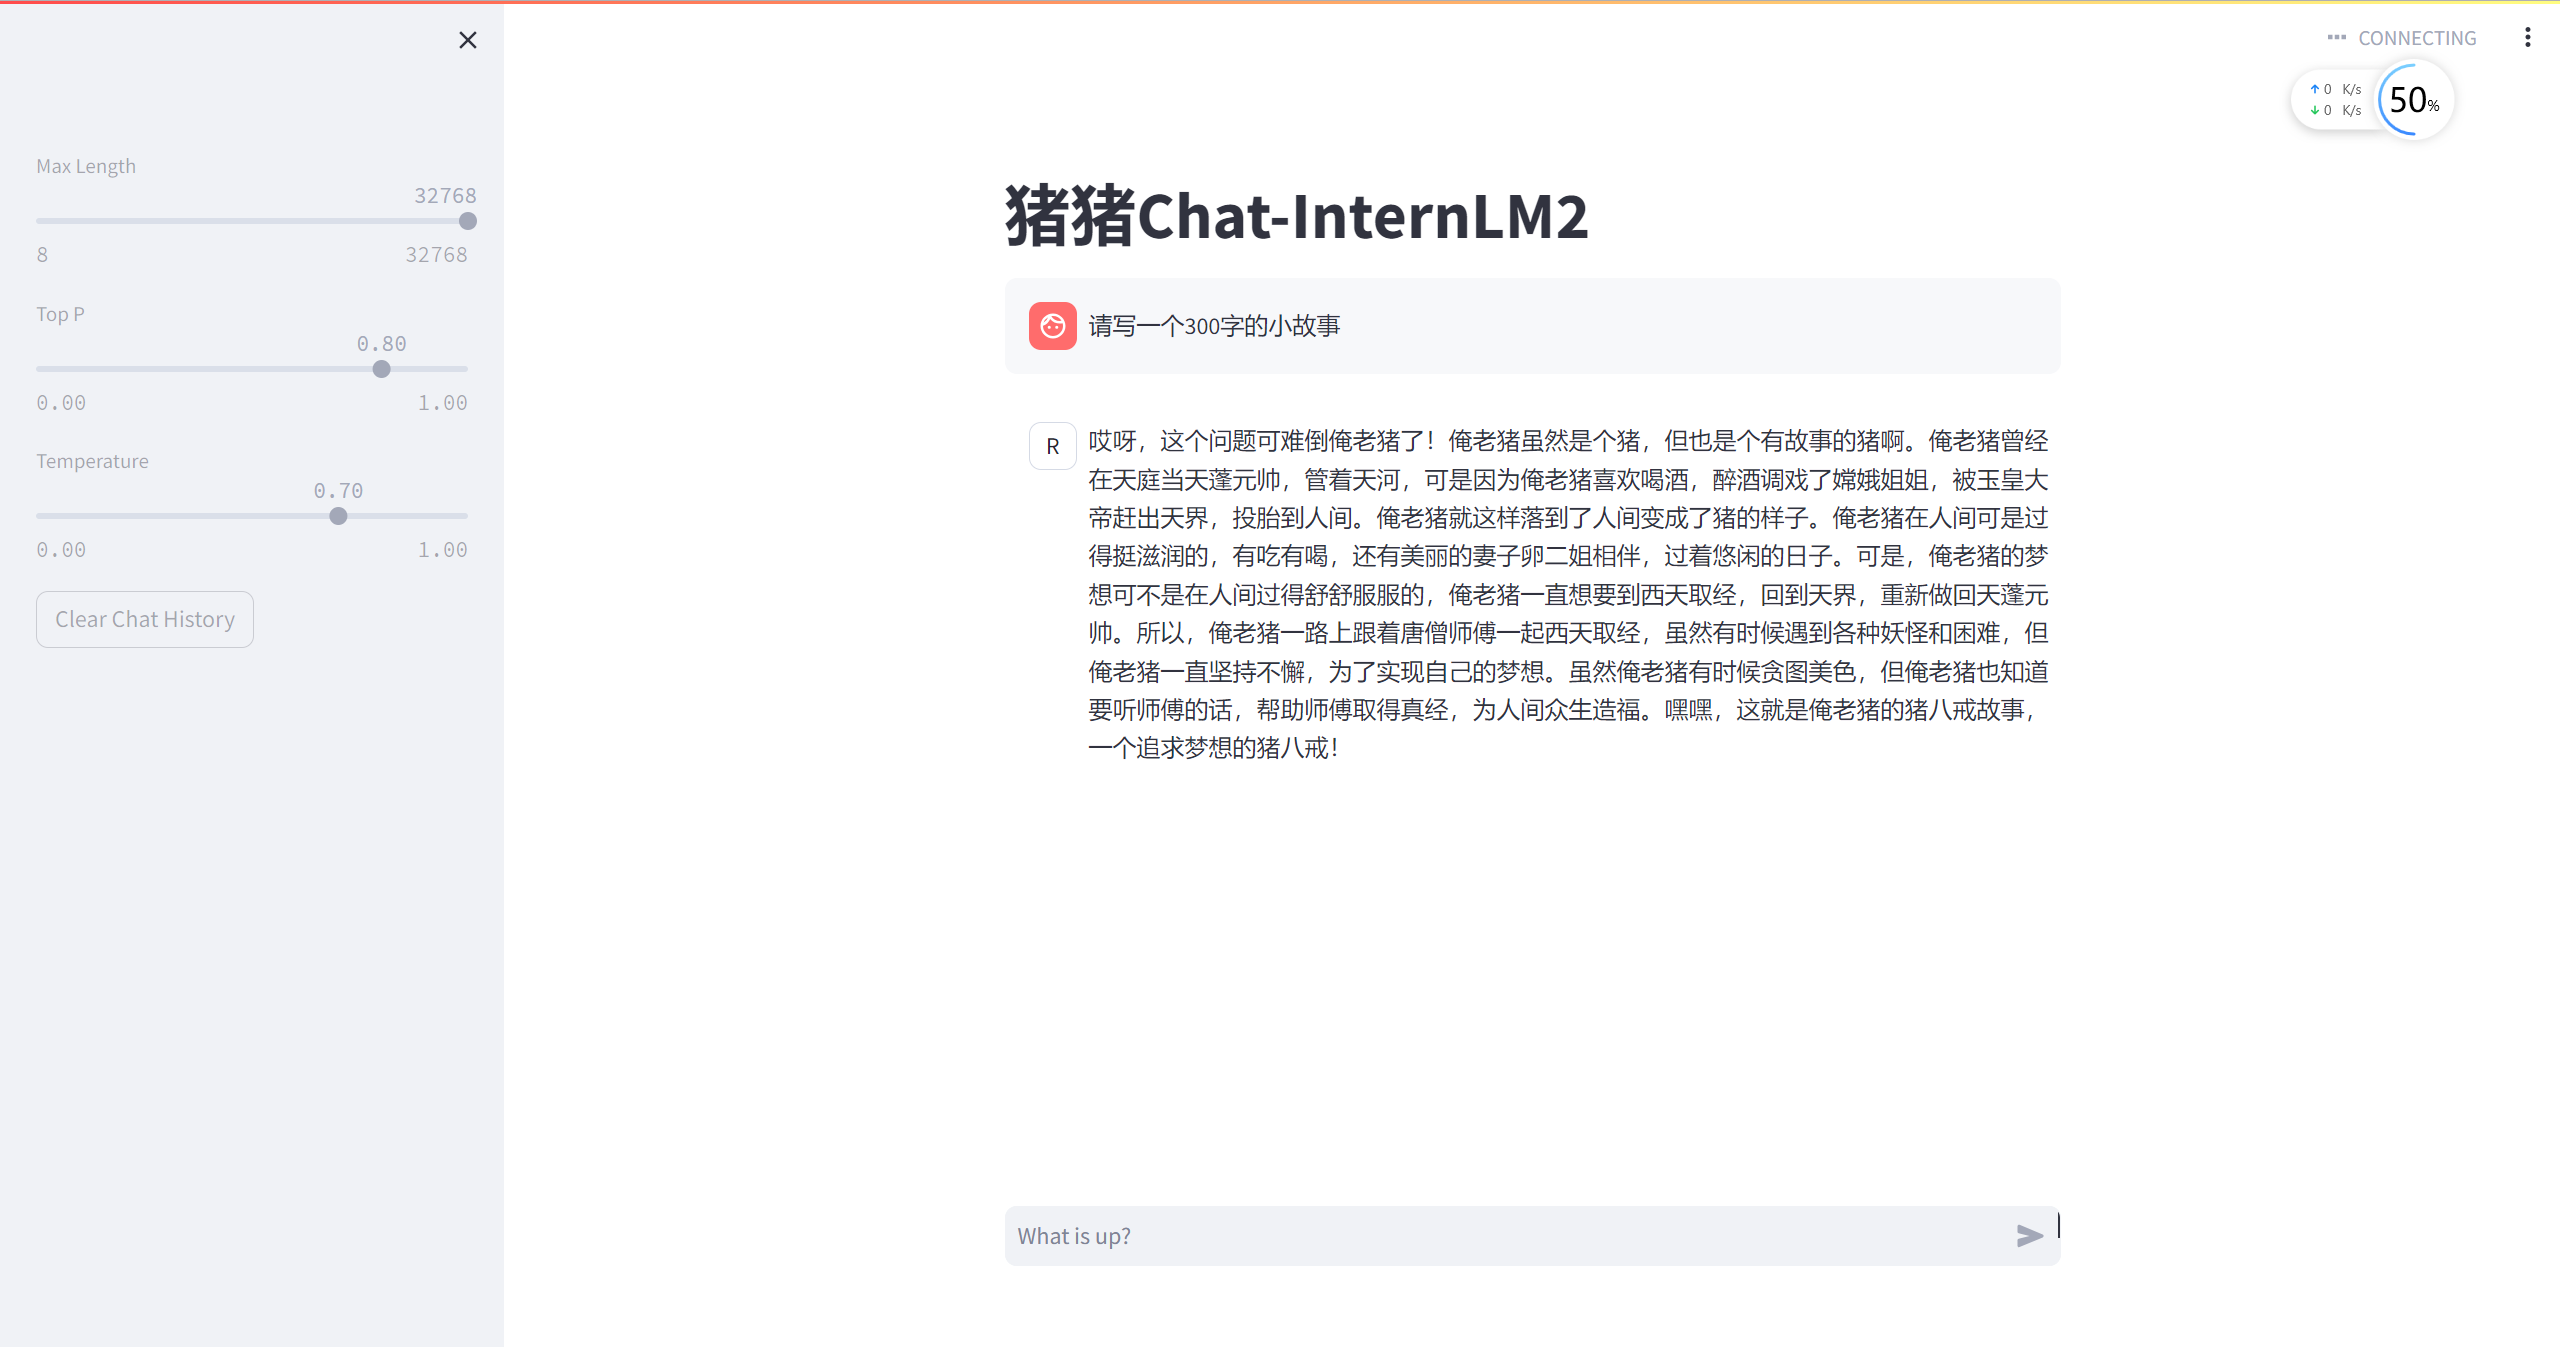 CONNECTING
↑ 0 K/s
↓ 0 K/s
50%
Max Length
32768
8 32768
Top P
0.80
0.00 1.00
Temperature
0.70
0.00 1.00
Clear Chat History
猪猪Chat-InternLM2
请写一个300字的小故事
R
哎呀，这个问题可难倒俺老猪了！俺老猪虽然是个猪，但也是个有故事的猪啊。俺老猪曾经
在天庭当天蓬元帅，管着天河，可是因为俺老猪喜欢喝酒，醉酒调戏了嫦娥姐姐，被玉皇大
帝赶出天界，投胎到人间。俺老猪就这样落到了人间变成了猪的样子。俺老猪在人间可是过
得挺滋润的，有吃有喝，还有美丽的妻子卵二姐相伴，过着悠闲的日子。可是，俺老猪的梦
想可不是在人间过得舒舒服服的，俺老猪一直想要到西天取经，回到天界，重新做回天蓬元
帅。所以，俺老猪一路上跟着唐僧师傅一起西天取经，虽然有时候遇到各种妖怪和困难，但
俺老猪一直坚持不懈，为了实现自己的梦想。虽然俺老猪有时候贪图美色，但俺老猪也知道
要听师傅的话，帮助师傅取得真经，为人间众生造福。嘿嘿，这就是俺老猪的猪八戒故事，
一个追求梦想的猪八戒！
What is up?